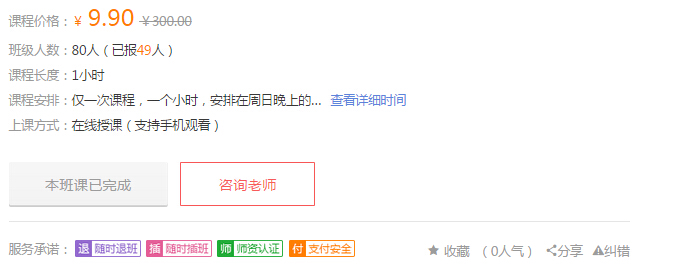 课程价格：￥ 9.90 ￥300.00
班级人数：80人（已报49人）
课程长度：1小时
课程安排：仅一次课程，一个小时，安排在周日晚上的... 查看详细时间
上课方式：在线授课（支持手机观看）
本班课已完成 咨询老师
服务承诺： 退 随时退班 插 随时插班 师 师资认证 付 支付安全 收藏 （0人气） 分享 纠错